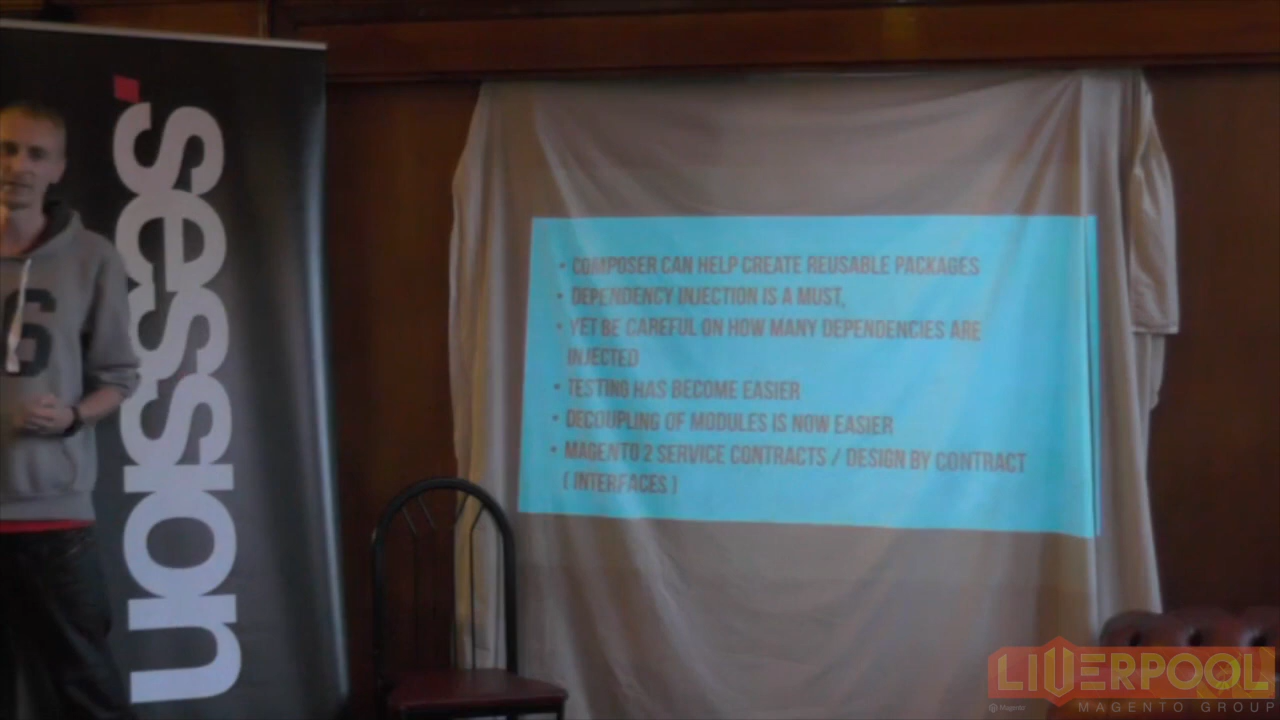 .session
6
• COMPOSER CAN HELP CREATE REUSABLE PACKAGES
• DEPENDENCY INJECTION IS A MUST,
• YET BE CAREFUL ON HOW MANY DEPENDENCIES ARE
INJECTED
• TESTING HAS BECOME EASIER
• DECOUPLING OF MODULES IS NOW EASIER
• MAGENTO 2 SERVICE CONTRACTS / DESIGN BY CONTRACT
( INTERFACES )
LIVERPOOL
Magento
MAGENTO GROUP